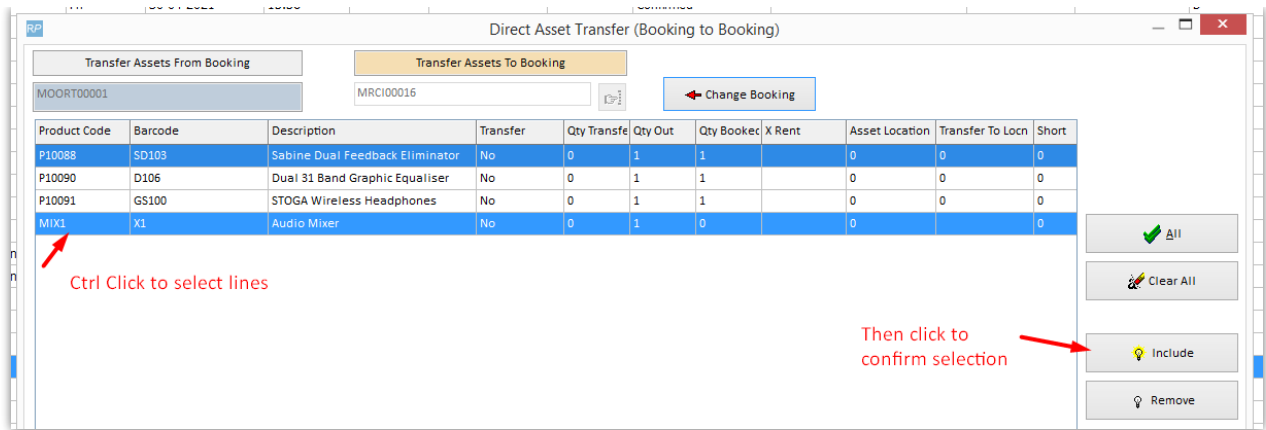 30-04-2021
RP Direct Asset Transfer (Booking to Booking)
Transfer Assets From Booking Transfer Assets To Booking
MOORT00001 MRCI00016 Change Booking
Product Code Barcode Description Transfer Qty Transfe Qty Out Qty Booked X Rent Asset Location Transfer To Locn Short
P10088 SD103 Sabine Dual Feedback Eliminator No 0 1 1 0 0 0
P10090 D106 Dual 31 Band Graphic Equaliser No 0 1 1 0 0 0
P10091 GS100 STOGA Wireless Headphones No 0 1 1 0 0 0
MIX1 X1 Audio Mixer No 0 1 0 0 0
All
Ctrl Click to select lines
Clear All
Then click to
confirm selection
Include
Remove